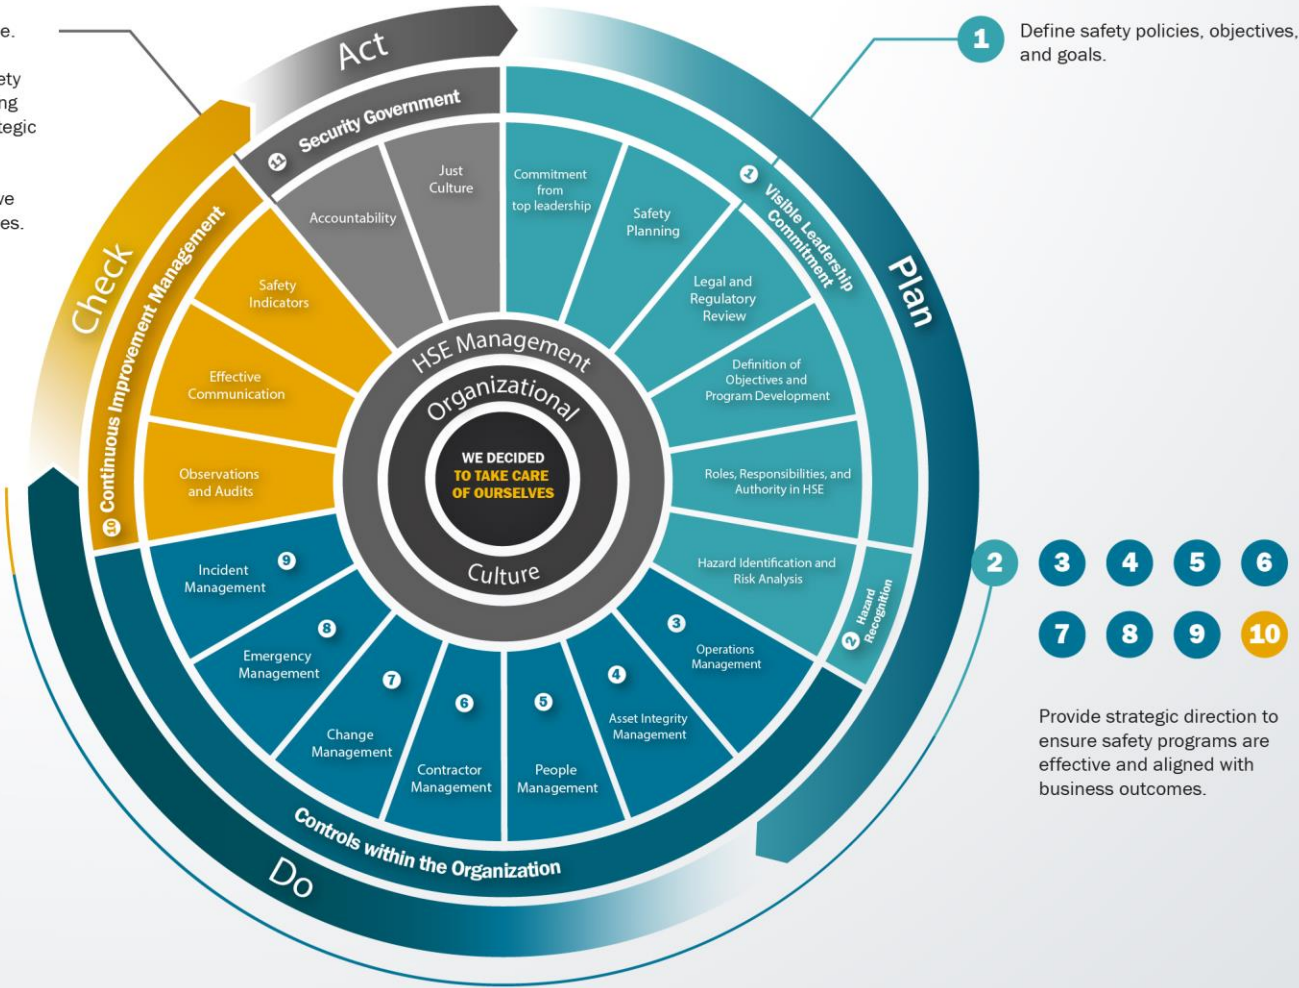 e.
ety
ng
tegic
ve
es.
Act
Check
Plan
Do
1
Define safety policies, objectives,
and goals.
11 Security Government
Accountability
Just
Culture
1 Visible Leadership
Commitment
Commitment
from
top leadership
Safety
Planning
Legal and
Regulatory
Review
Definition of
Objectives and
Program Development
Roles, Responsibilities, and
Authority in HSE
2 Hazard
Recognition
Hazard Identification and
Risk Analysis
Controls within the Organization
3
Operations
Management
4
Asset Integrity
Management
5
People
Management
6
Contractor
Management
7
Change
Management
8
Emergency
Management
9
Incident
Management
10 Continuous Improvement Management
Observations
and Audits
Effective
Communication
Safety
Indicators
HSE Management
Organizational
Culture
WE DECIDED
TO TAKE CARE
OF OURSELVES
2 3 4 5 6
7 8 9 10
Provide strategic direction to
ensure safety programs are
effective and aligned with
business outcomes.